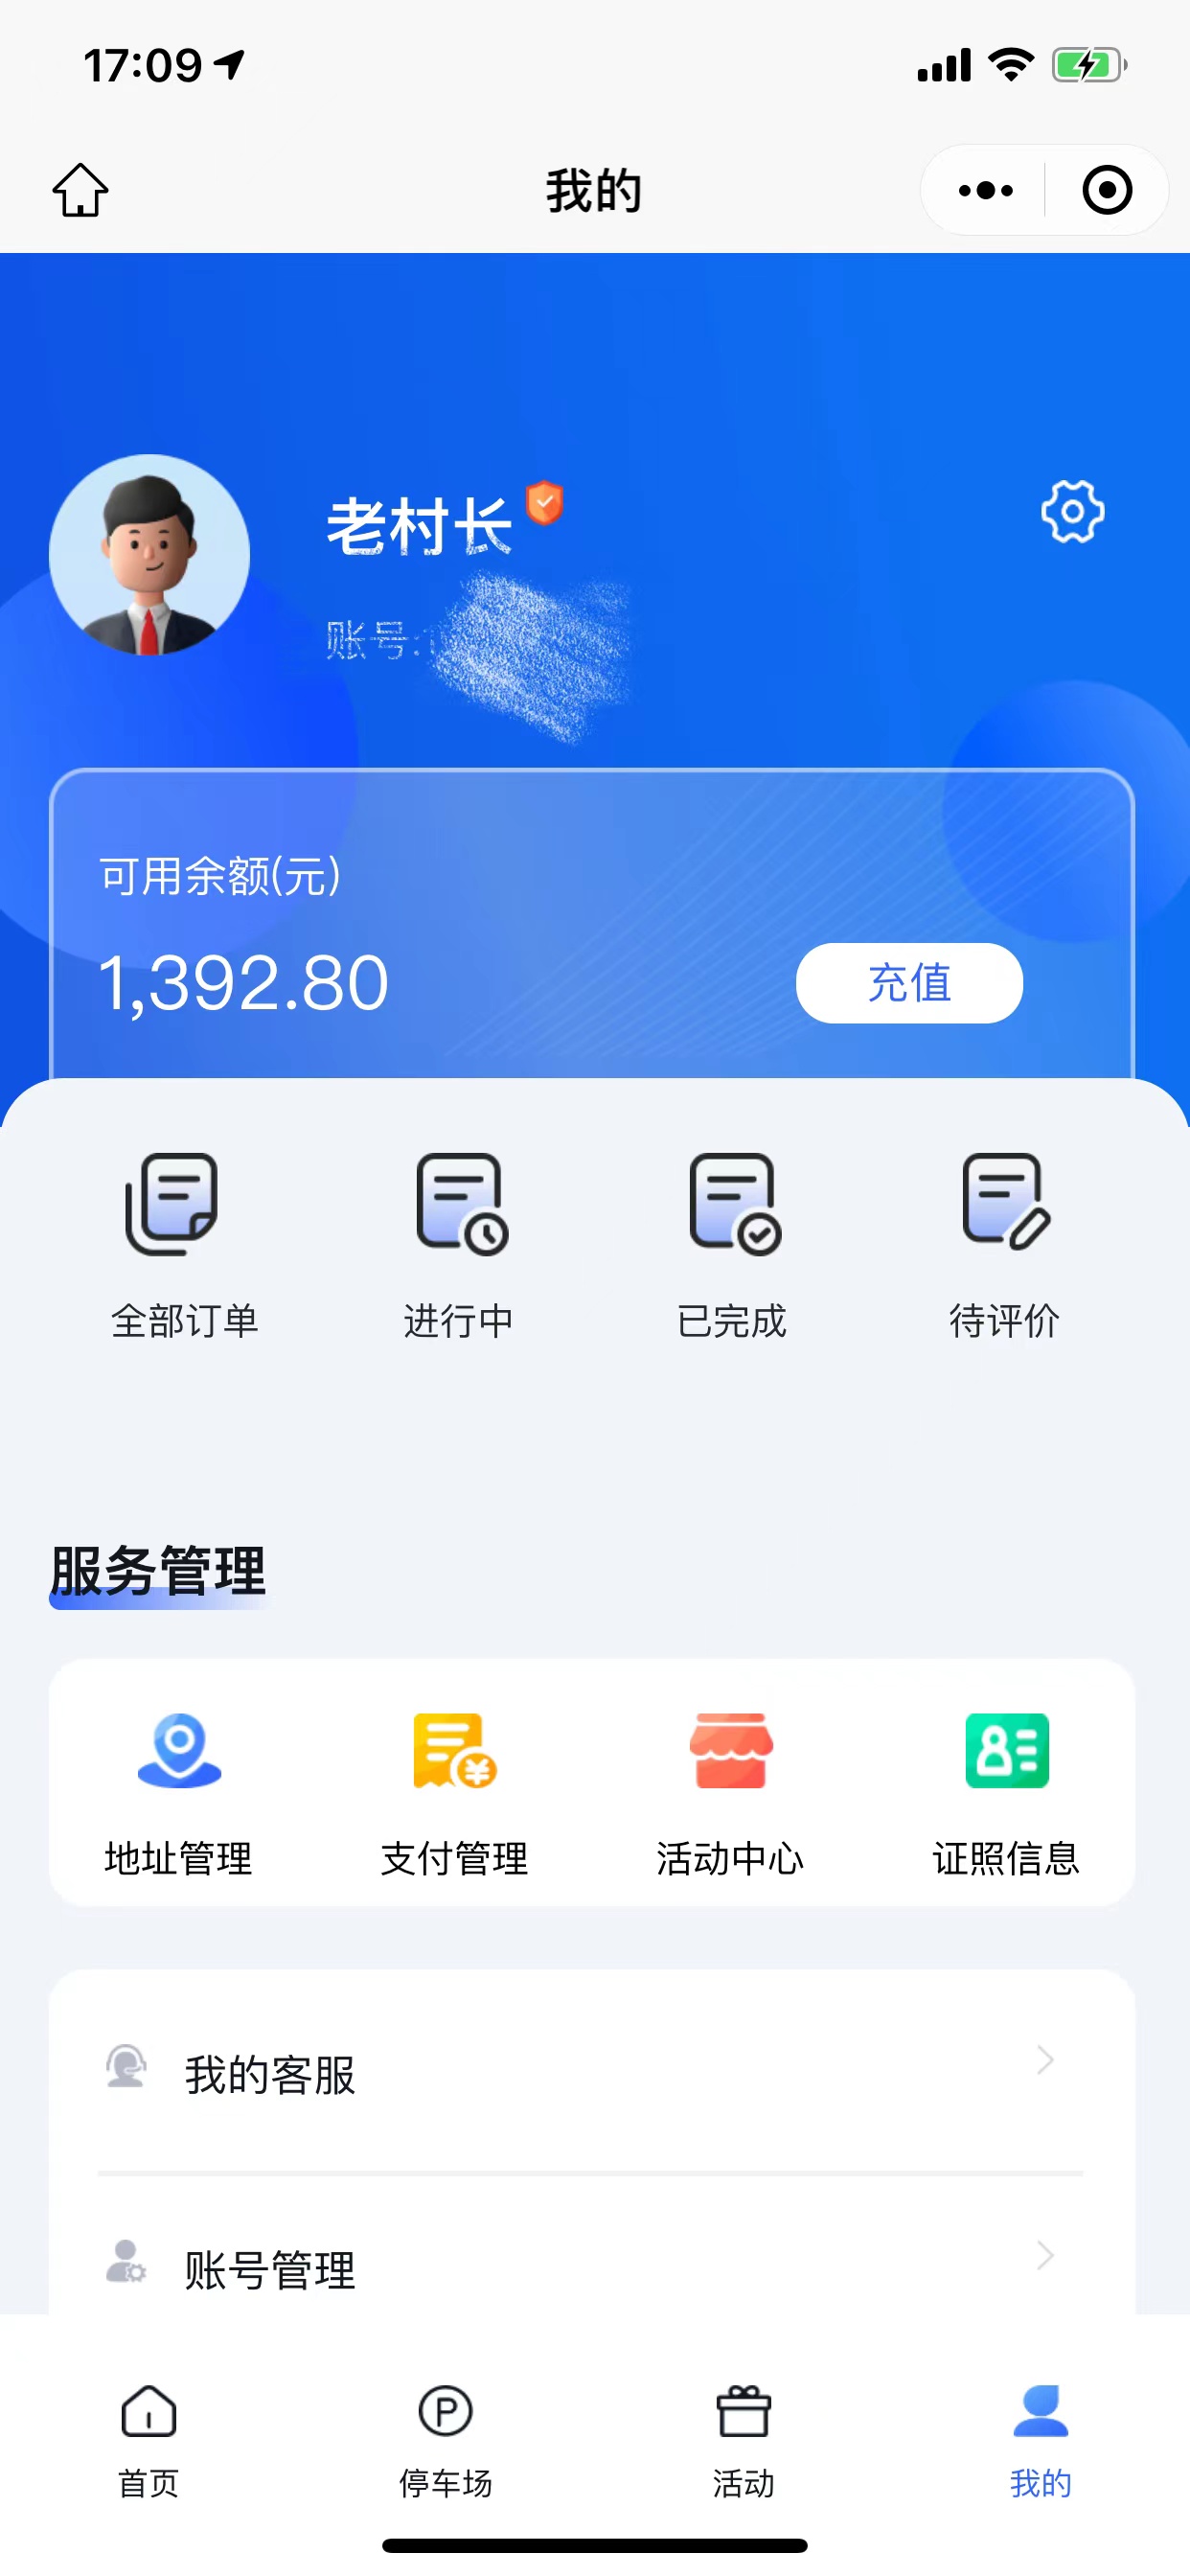 17:09
我的
老村长
账号:
可用余额(元)
1,392.80
充值
全部订单
进行中
已完成
待评价
服务管理
地址管理
支付管理
活动中心
证照信息
我的客服
账号管理
首页
停车场
活动
我的